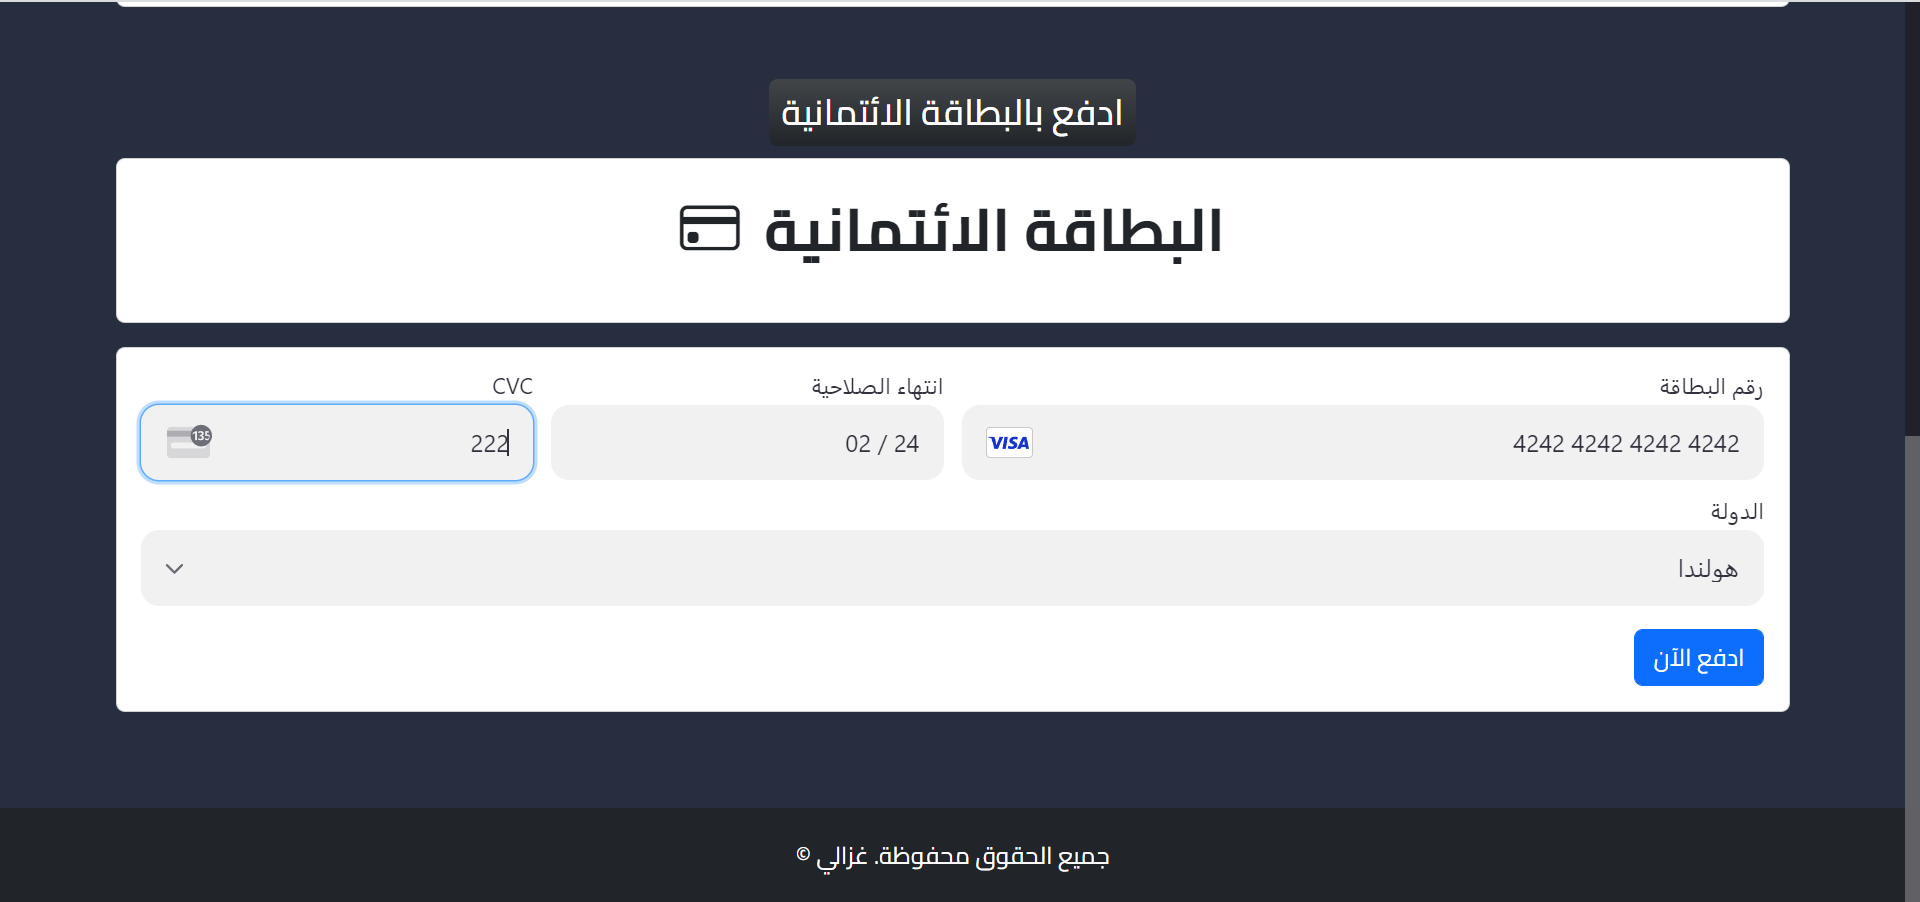 ادفع بالبطاقة الائتمانية
البطاقة الائتمانية
رقم البطاقة
4242 4242 4242 4242
VISA
انتهاء الصلاحية
02 / 24
CVC
222
135
الدولة
هولندا
ادفع الآن
جميع الحقوق محفوظة. غزالي ©